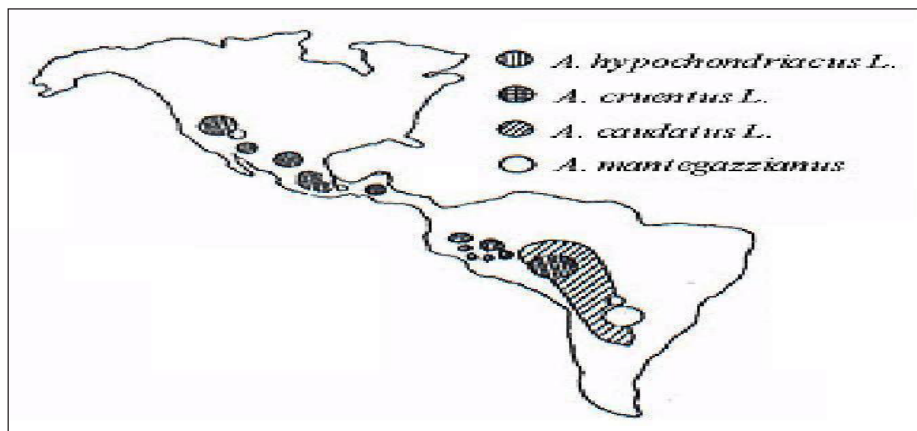 A. hypochondriacus L.
A. cruentus L.
A. caudatus L.
A. mantegazzianus